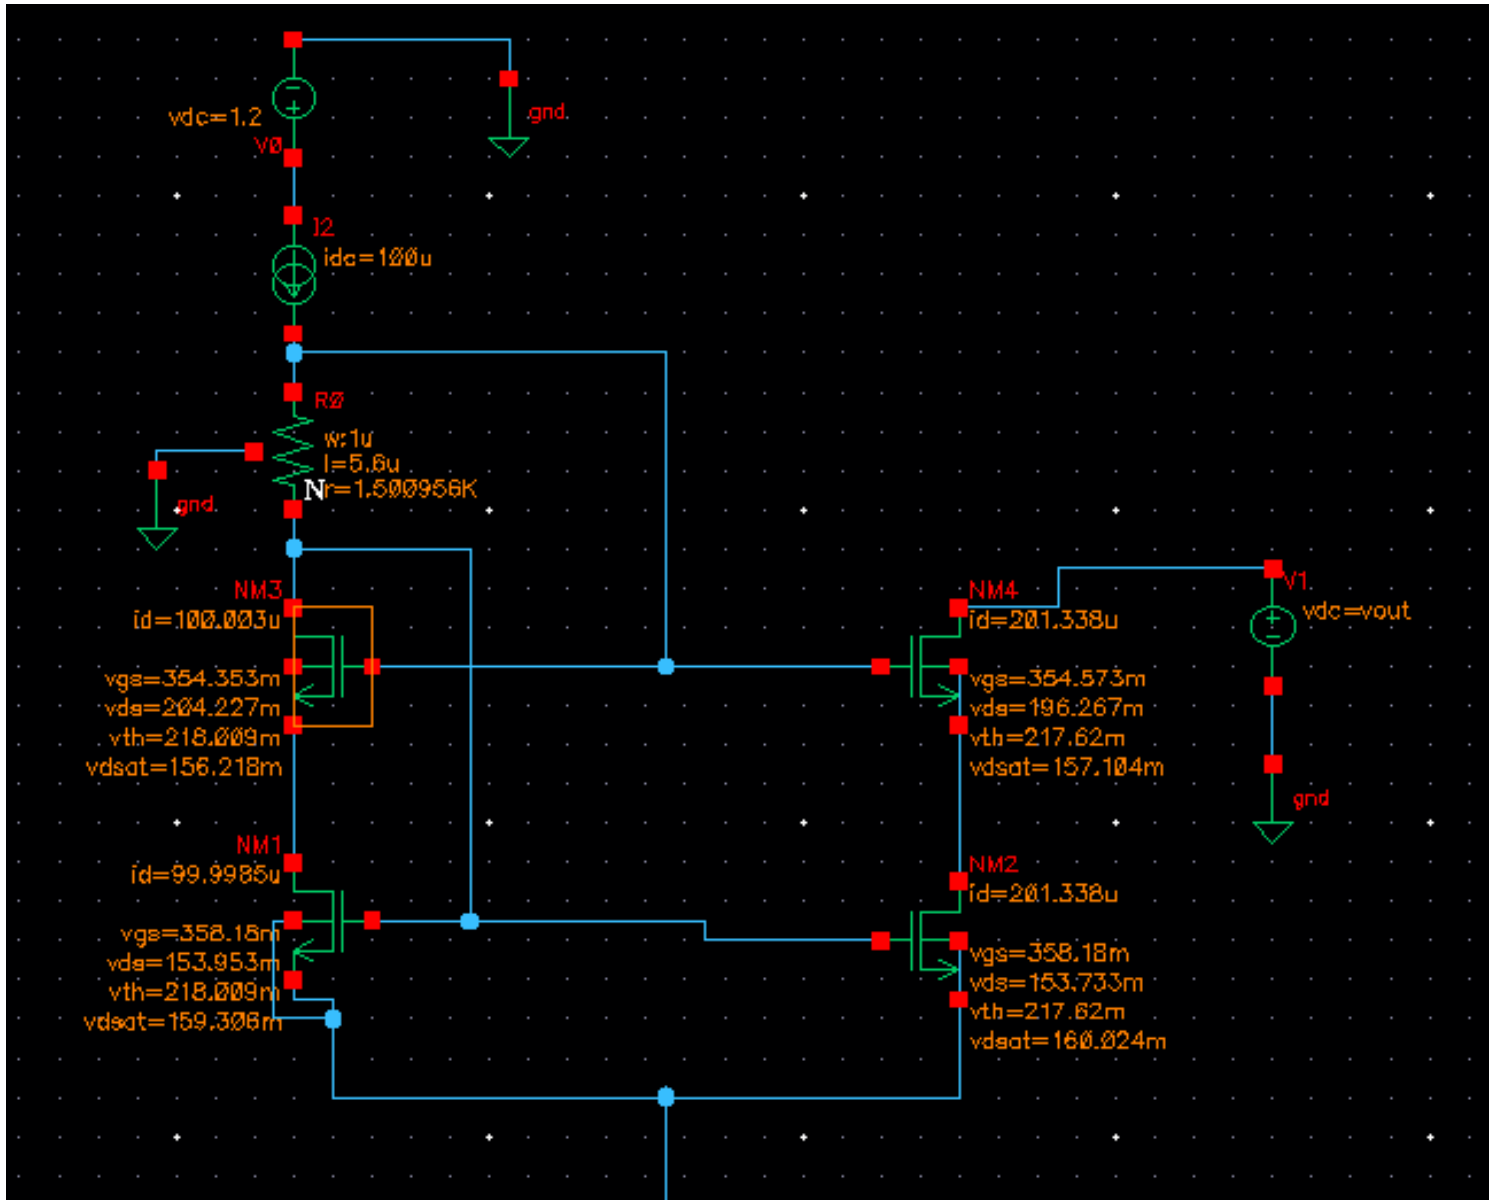 gnd
vdc=1.2
V0
I2
idc=100u
R0
w:1u
l=5.6u
N
r=1.500956K
gnd
NM3
id=100.003u
vgs=354.353m
vds=204.227m
vth=218.009m
vdsat=156.218m
NM4
id=201.338u
vgs=354.573m
vds=196.267m
vth=217.62m
vdsat=157.104m
V1
vdc=vout
gnd
NM1
id=99.9985u
vgs=358.18m
vds=153.953m
vth=218.009m
vdsat=159.306m
NM2
id=201.338u
vgs=358.18m
vds=153.733m
vth=217.62m
vdsat=160.024m